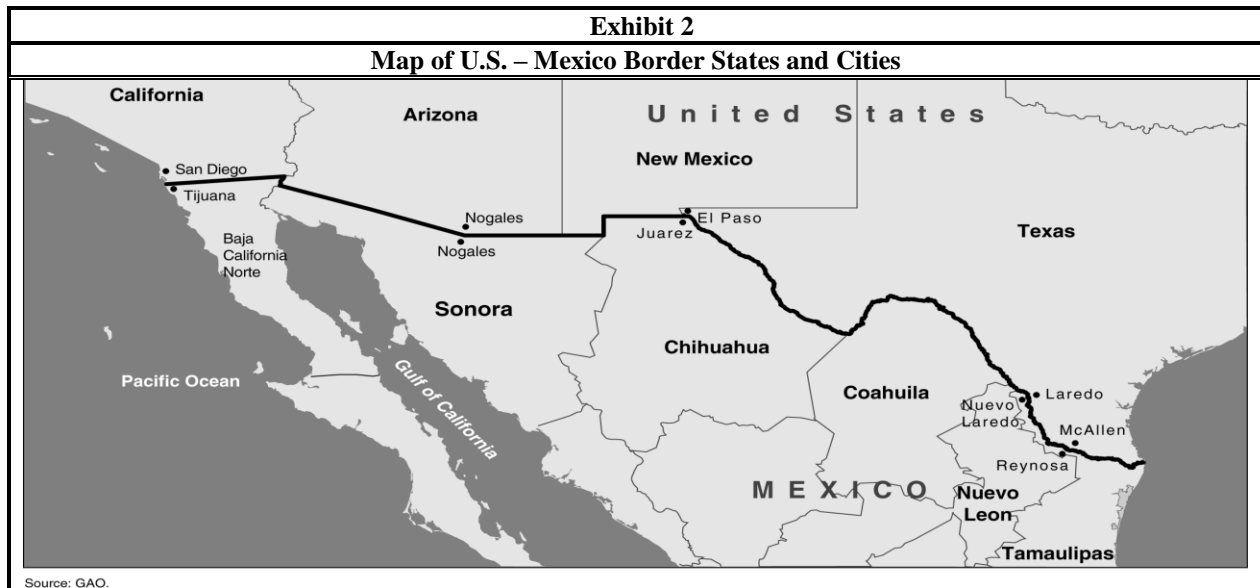 Exhibit 2
Map of U.S. – Mexico Border States and Cities
California
Arizona
United States
New Mexico
San Diego
Tijuana
Nogales
Nogales
El Paso
Juarez
Texas
Baja
California
Norte
Sonora
Chihuahua
Pacific Ocean
Gulf of California
Coahuila
Laredo
Nuevo
Laredo
McAllen
Reynosa
MEXICO
Nuevo
Leon
Tamaulipas
Source: GAO.